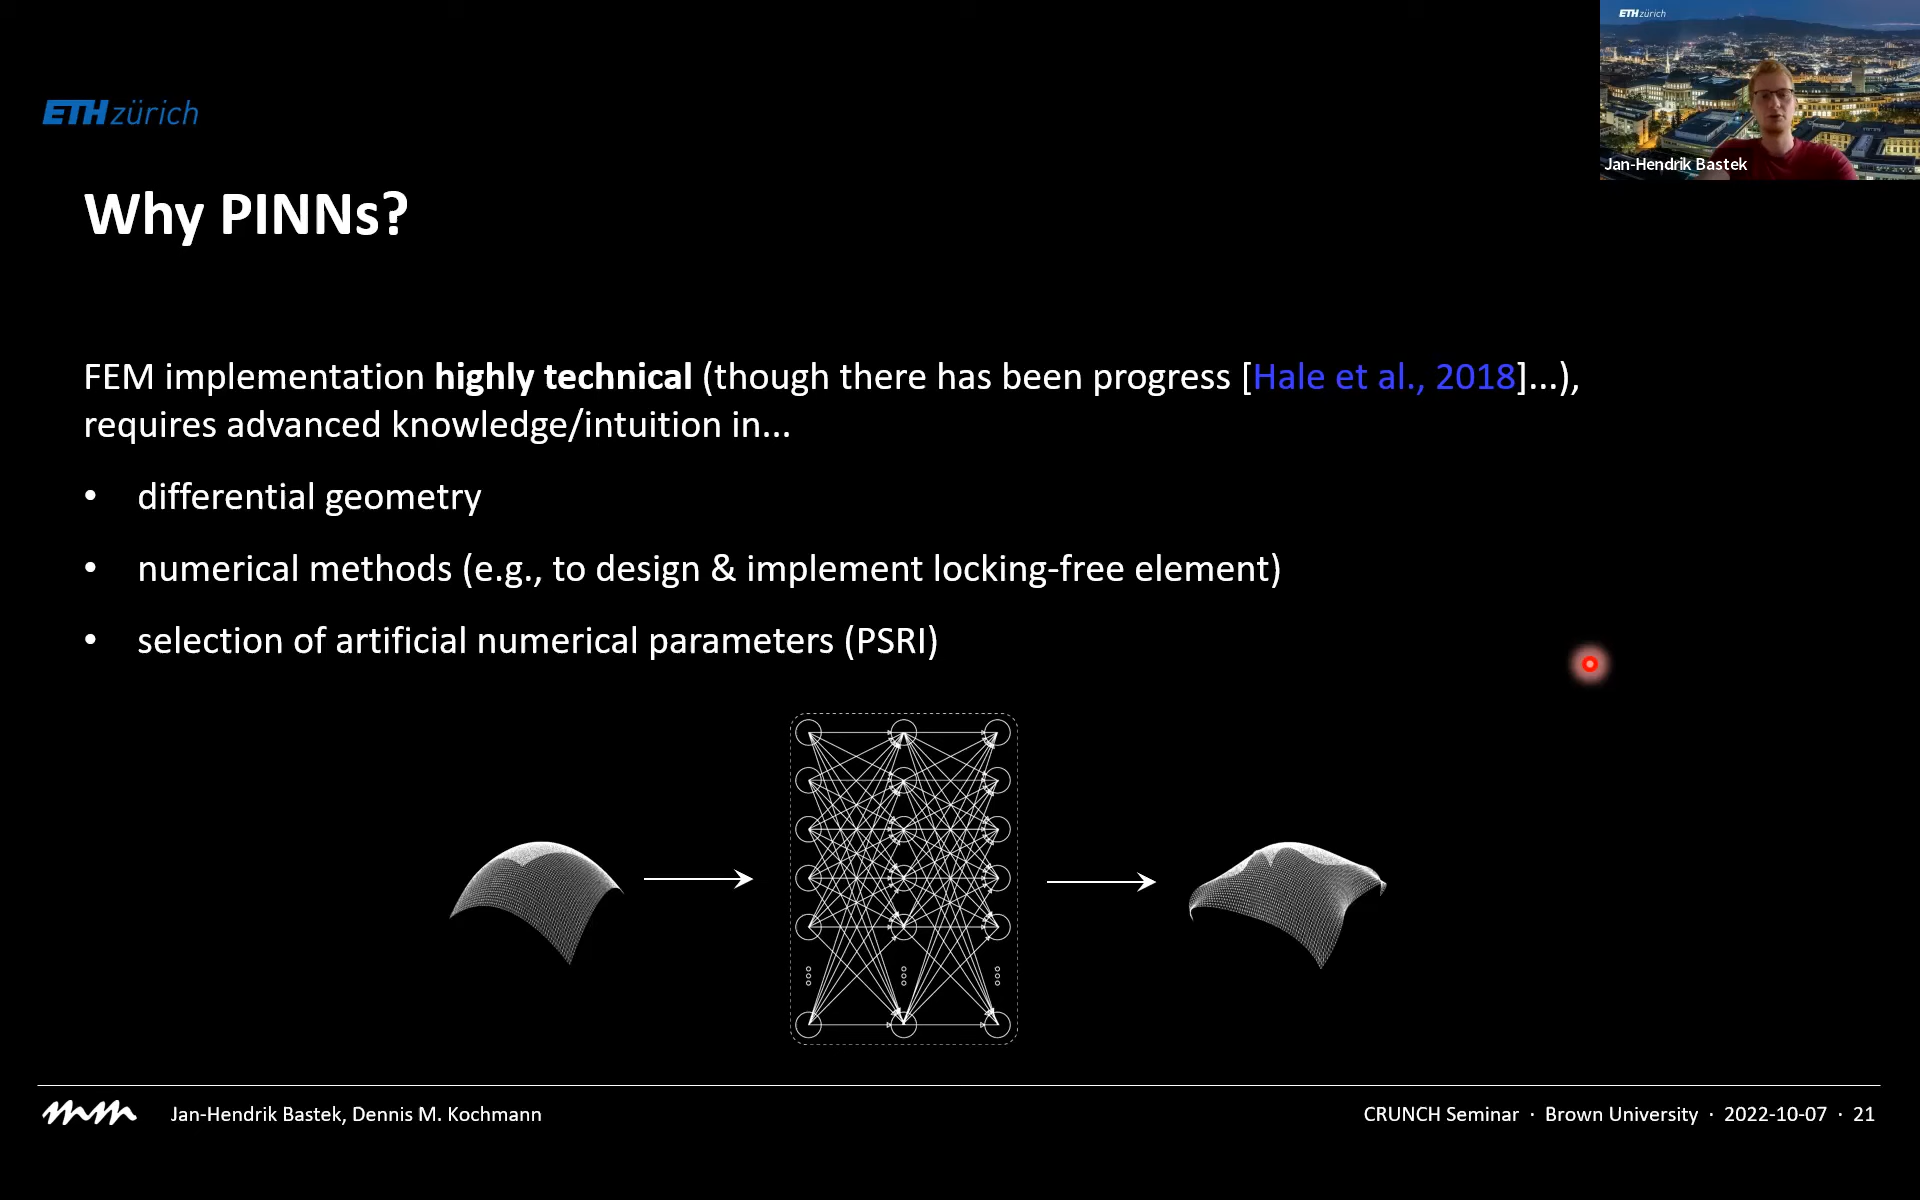 ETH zürich
Jan-Hendrik Bastek
ETH zürich
Why PINNs?
FEM implementation highly technical (though there has been progress [Hale et al., 2018]...),
requires advanced knowledge/intuition in...
• differential geometry
• numerical methods (e.g., to design & implement locking-free element)
• selection of artificial numerical parameters (PSRI)
Jan-Hendrik Bastek, Dennis M. Kochmann
CRUNCH Seminar · Brown University · 2022-10-07 · 21